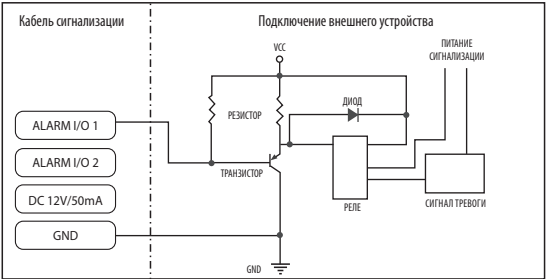 Кабель сигнализации
Подключение внешнего устройства
VCC
ПИТАНИЕ
СИГНАЛИЗАЦИИ
ДИОД
РЕЗИСТОР
ALARM I/O 1
ALARM I/O 2
ТРАНЗИСТОР
DC 12V/50mA
РЕЛЕ
СИГНАЛ ТРЕВОГИ
GND
GND